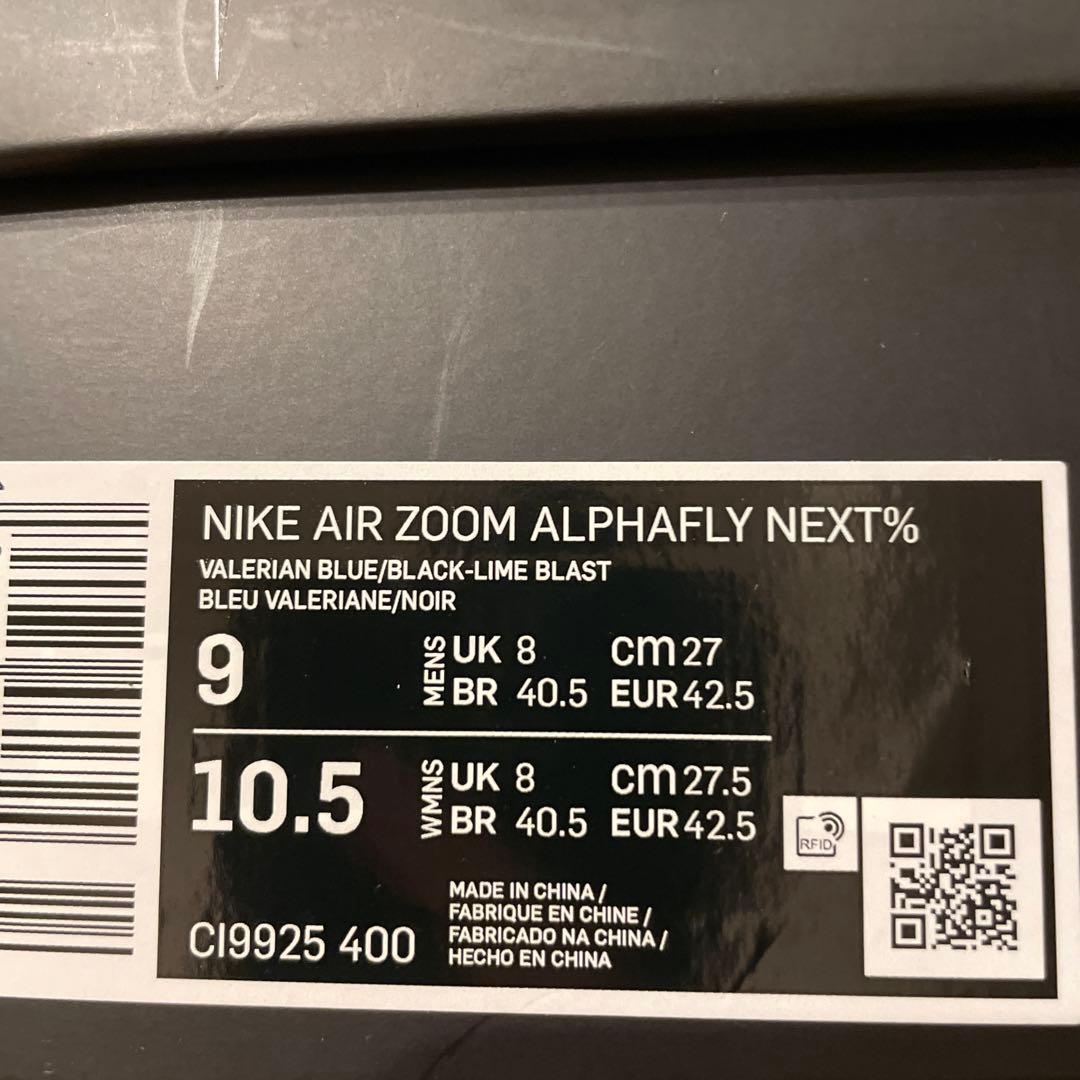 NIKE AIR ZOOM ALPHAFLY NEXT%
VALERIAN BLUE/BLACK-LIME BLAST
BLEU VALERIANE/NOIR
9 MENS UK 8 cm 27
BR 40.5 EUR 42.5
10.5 WMNS UK 8 cm 27.5
BR 40.5 EUR 42.5
RFID
MADE IN CHINA /
FABRIQUE EN CHINE /
FABRICADO NA CHINA /
HECHO EN CHINA
CI9925 400